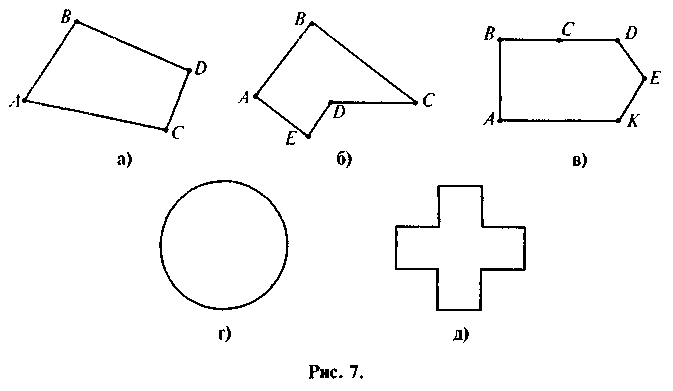 B D A C
B A D C E
B C D E A K
а) б) в)
г) д)
Рис. 7.